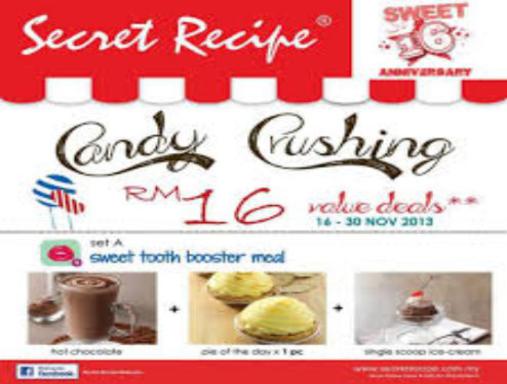 Secret Recipe®
SWEET
16
ANNIVERSARY
Candy Crushing
RM16 value deals**
16 - 30 NOV 2013
set A
sweet tooth booster meal
+
+
hot chocolate
pie of the day x 1 pc
single scoop ice-cream
facebook
www.secretrecipe.com.my